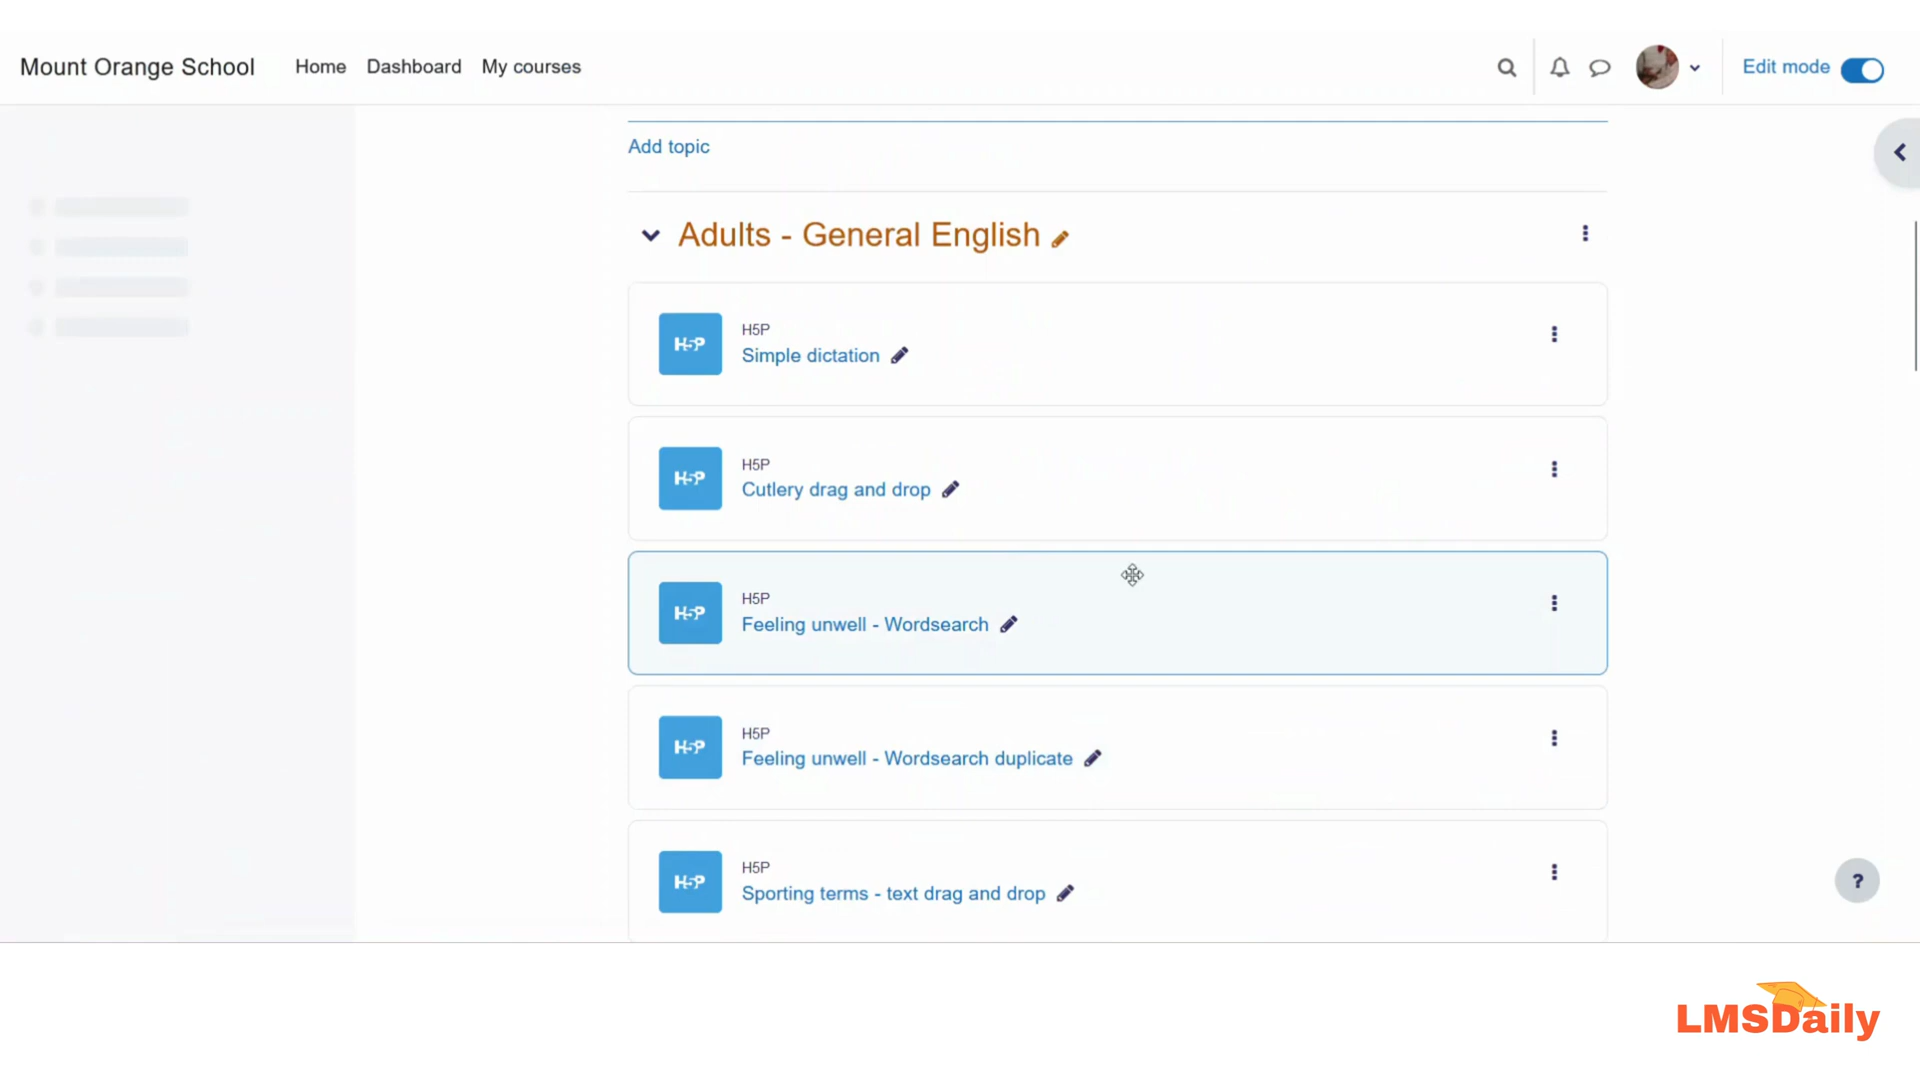 Mount Orange School Home Dashboard My courses Edit mode
Add topic
Adults - General English
H5P
H5P
Simple dictation
H5P
H5P
Cutlery drag and drop
H5P
H5P
Feeling unwell - Wordsearch
H5P
H5P
Feeling unwell - Wordsearch duplicate
H5P
H5P
Sporting terms - text drag and drop
?
LMSDaily